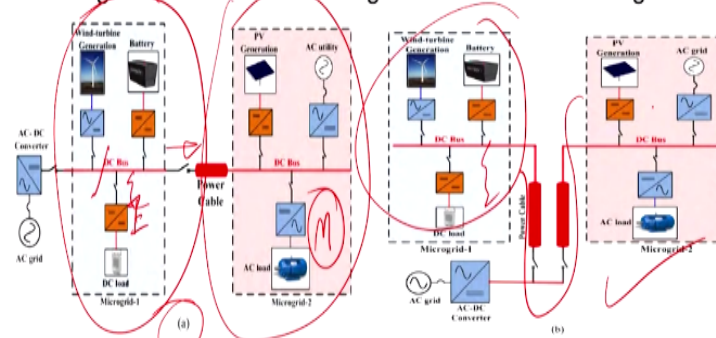 Wind-turbine
Generation
Battery
AC-DC
Converter
AC grid
DC Bus
DC load
Microgrid-1
Power
Cable
PV
Generation
AC utility
DC Bus
M
AC load
Microgrid-2
(a)
Wind-turbine
Generation
Battery
DC Bus
DC load
Microgrid-1
Power Cable
AC grid
AC-DC
Converter
PV
Generation
AC grid
DC Bus
AC load
Microgrid-2
(b)